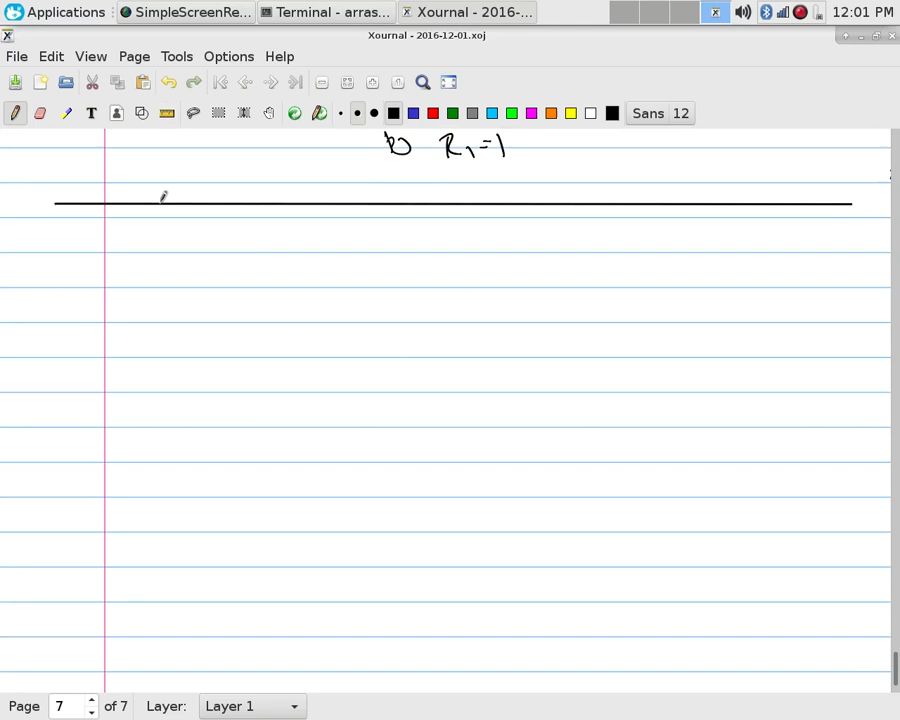 Applications SimpleScreenRe... Terminal - arras... Xournal - 2016-... 12:01 PM
Xournal - 2016-12-01.xoj
File Edit View Page Tools Options Help
T Sans 12
b) R₁=1
Page 7 of 7 Layer: Layer 1